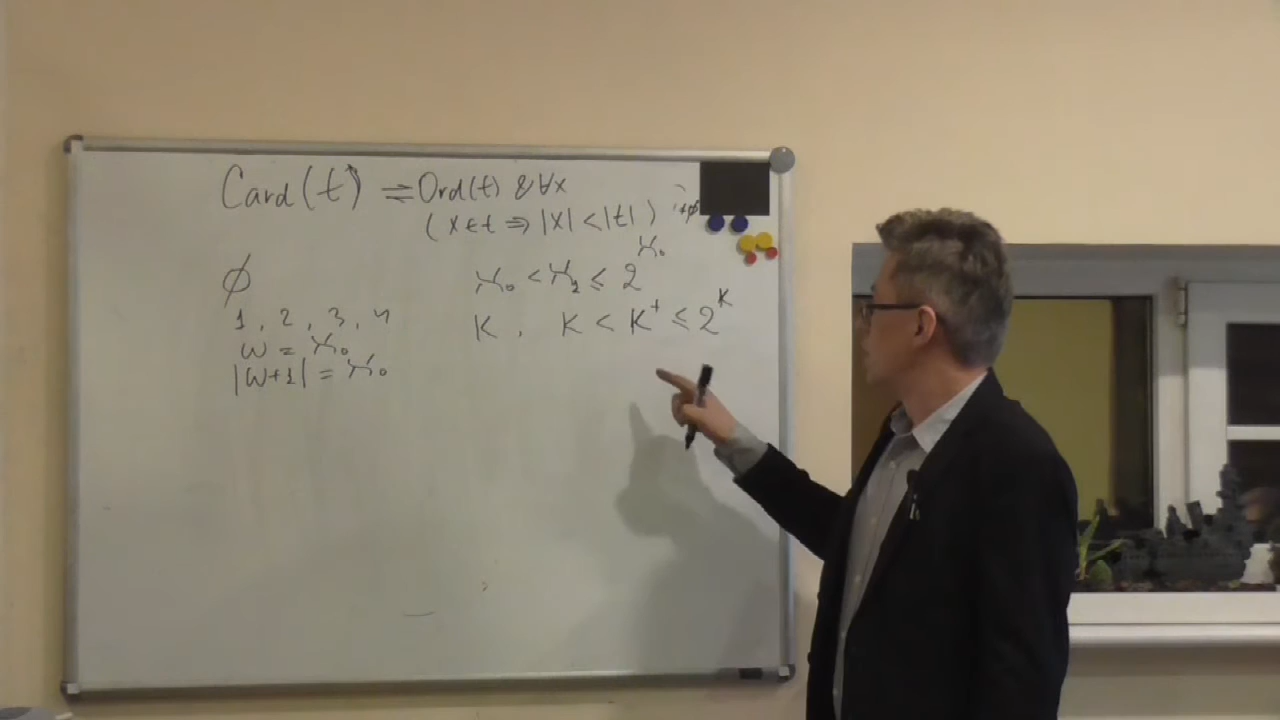 Card(t) ⇌ Ord(t) & ∀x
(x ∈ t ⇒ |x| < |t|)
∅
1, 2, 3, 4
ω = ℵ₀
|ω+1| = ℵ₀
ℵ₀ < ℵ₁ ≤ 2^ℵ₀
K, K < K⁺ ≤ 2^K